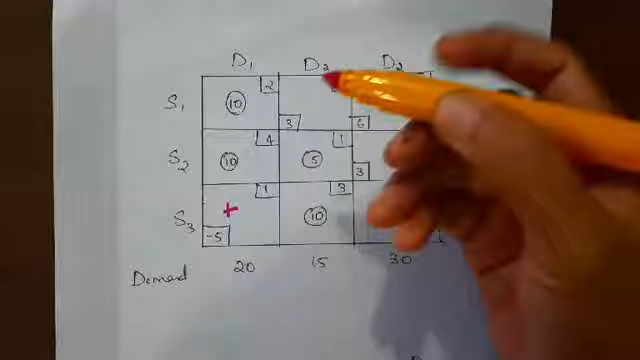 D₁ D₂ D₃
S₁ 10 2 3 6
S₂ 10 4 5 1 3
S₃ + 1 -5 10 3
Demand 20 15 30